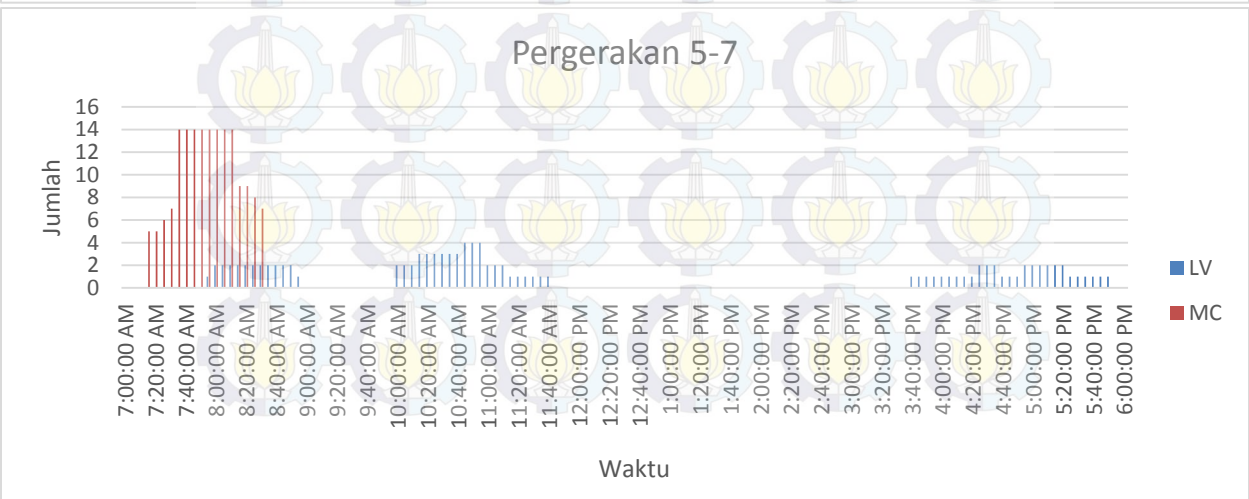 Pergerakan 5-7
16
14
12
10
8
6
4
2
0
Jumlah
7:00:00 AM
7:20:00 AM
7:40:00 AM
8:00:00 AM
8:20:00 AM
8:40:00 AM
9:00:00 AM
9:20:00 AM
9:40:00 AM
10:00:00 AM
10:20:00 AM
10:40:00 AM
11:00:00 AM
11:20:00 AM
11:40:00 AM
12:00:00 PM
12:20:00 PM
12:40:00 PM
1:00:00 PM
1:20:00 PM
1:40:00 PM
2:00:00 PM
2:20:00 PM
2:40:00 PM
3:00:00 PM
3:20:00 PM
3:40:00 PM
4:00:00 PM
4:20:00 PM
4:40:00 PM
5:00:00 PM
5:20:00 PM
5:40:00 PM
6:00:00 PM
Waktu
LV
MC